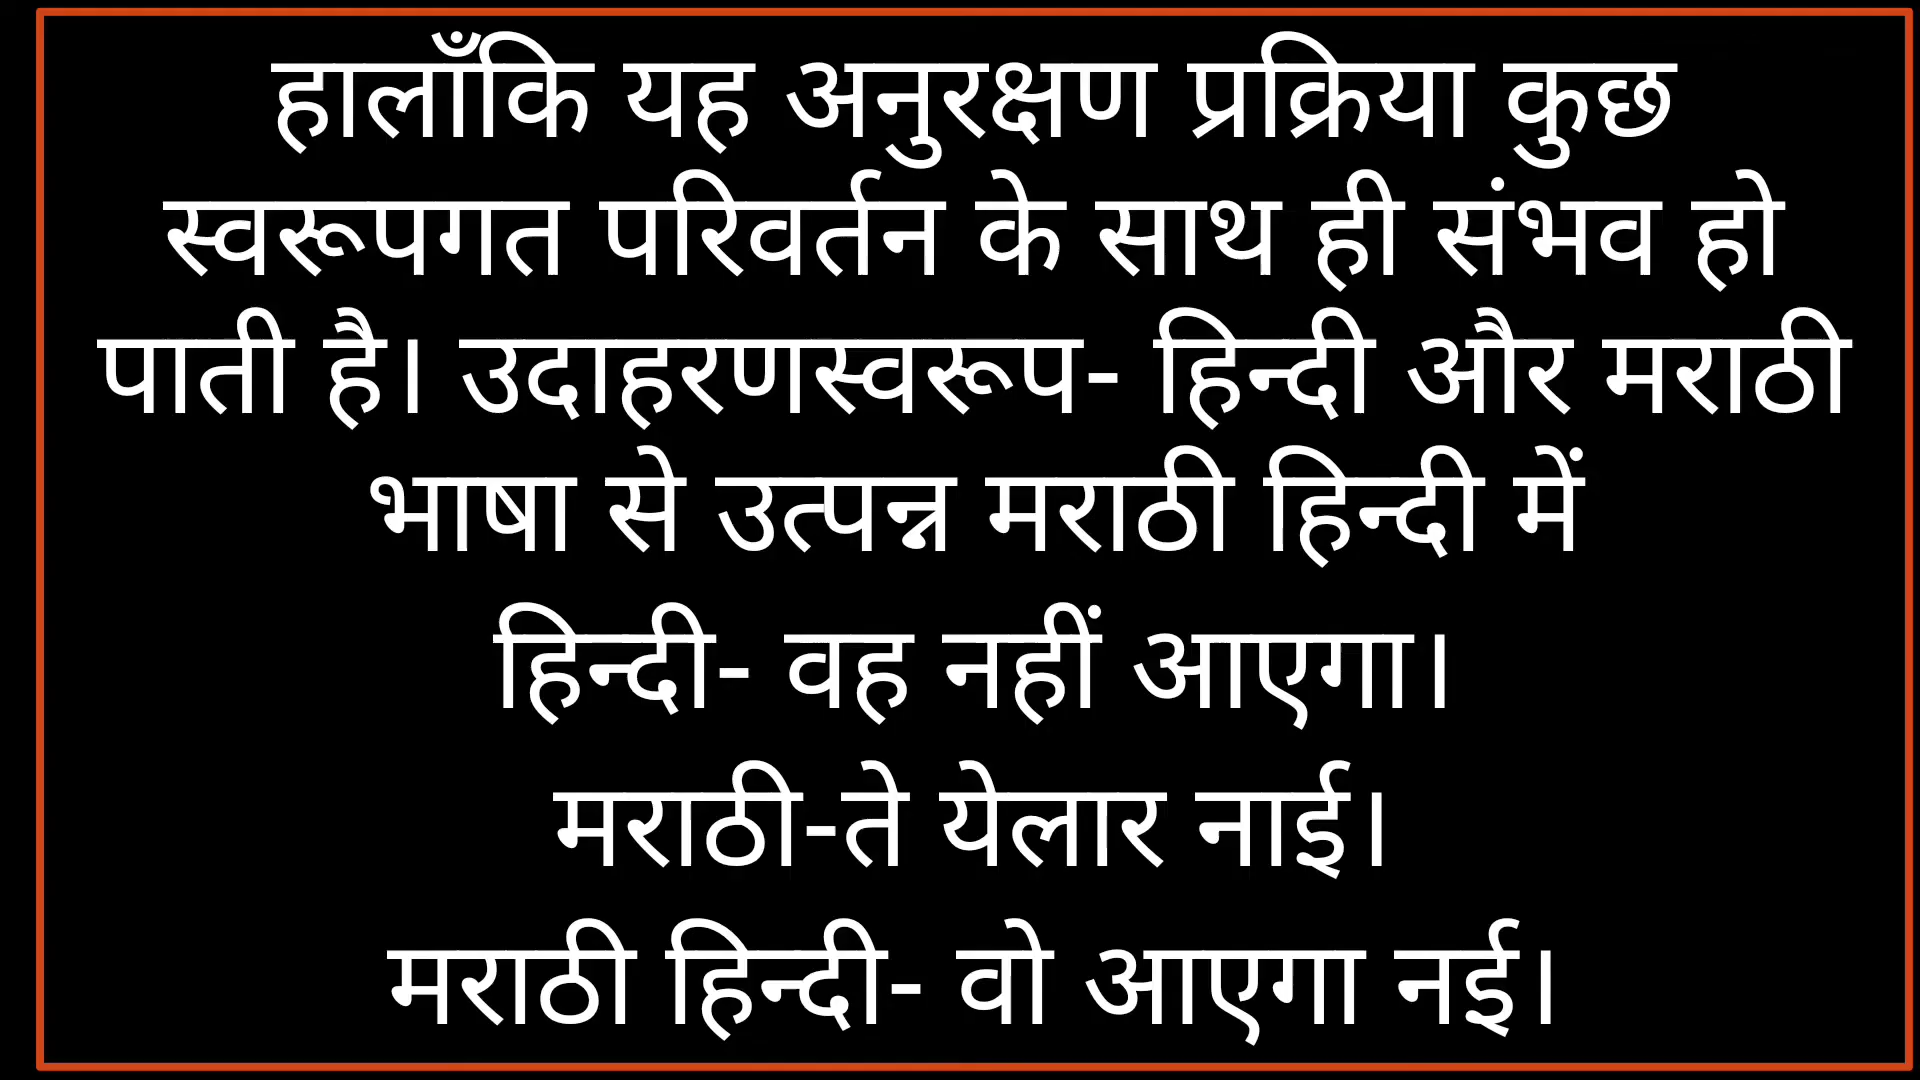 हालाँकि यह अनुरक्षण प्रक्रिया कुछ
स्वरूपगत परिवर्तन के साथ ही संभव हो
पाती है। उदाहरणस्वरूप- हिन्दी और मराठी
भाषा से उत्पन्न मराठी हिन्दी में
हिन्दी- वह नहीं आएगा।
मराठी-ते येलार नाई।
मराठी हिन्दी- वो आएगा नई।